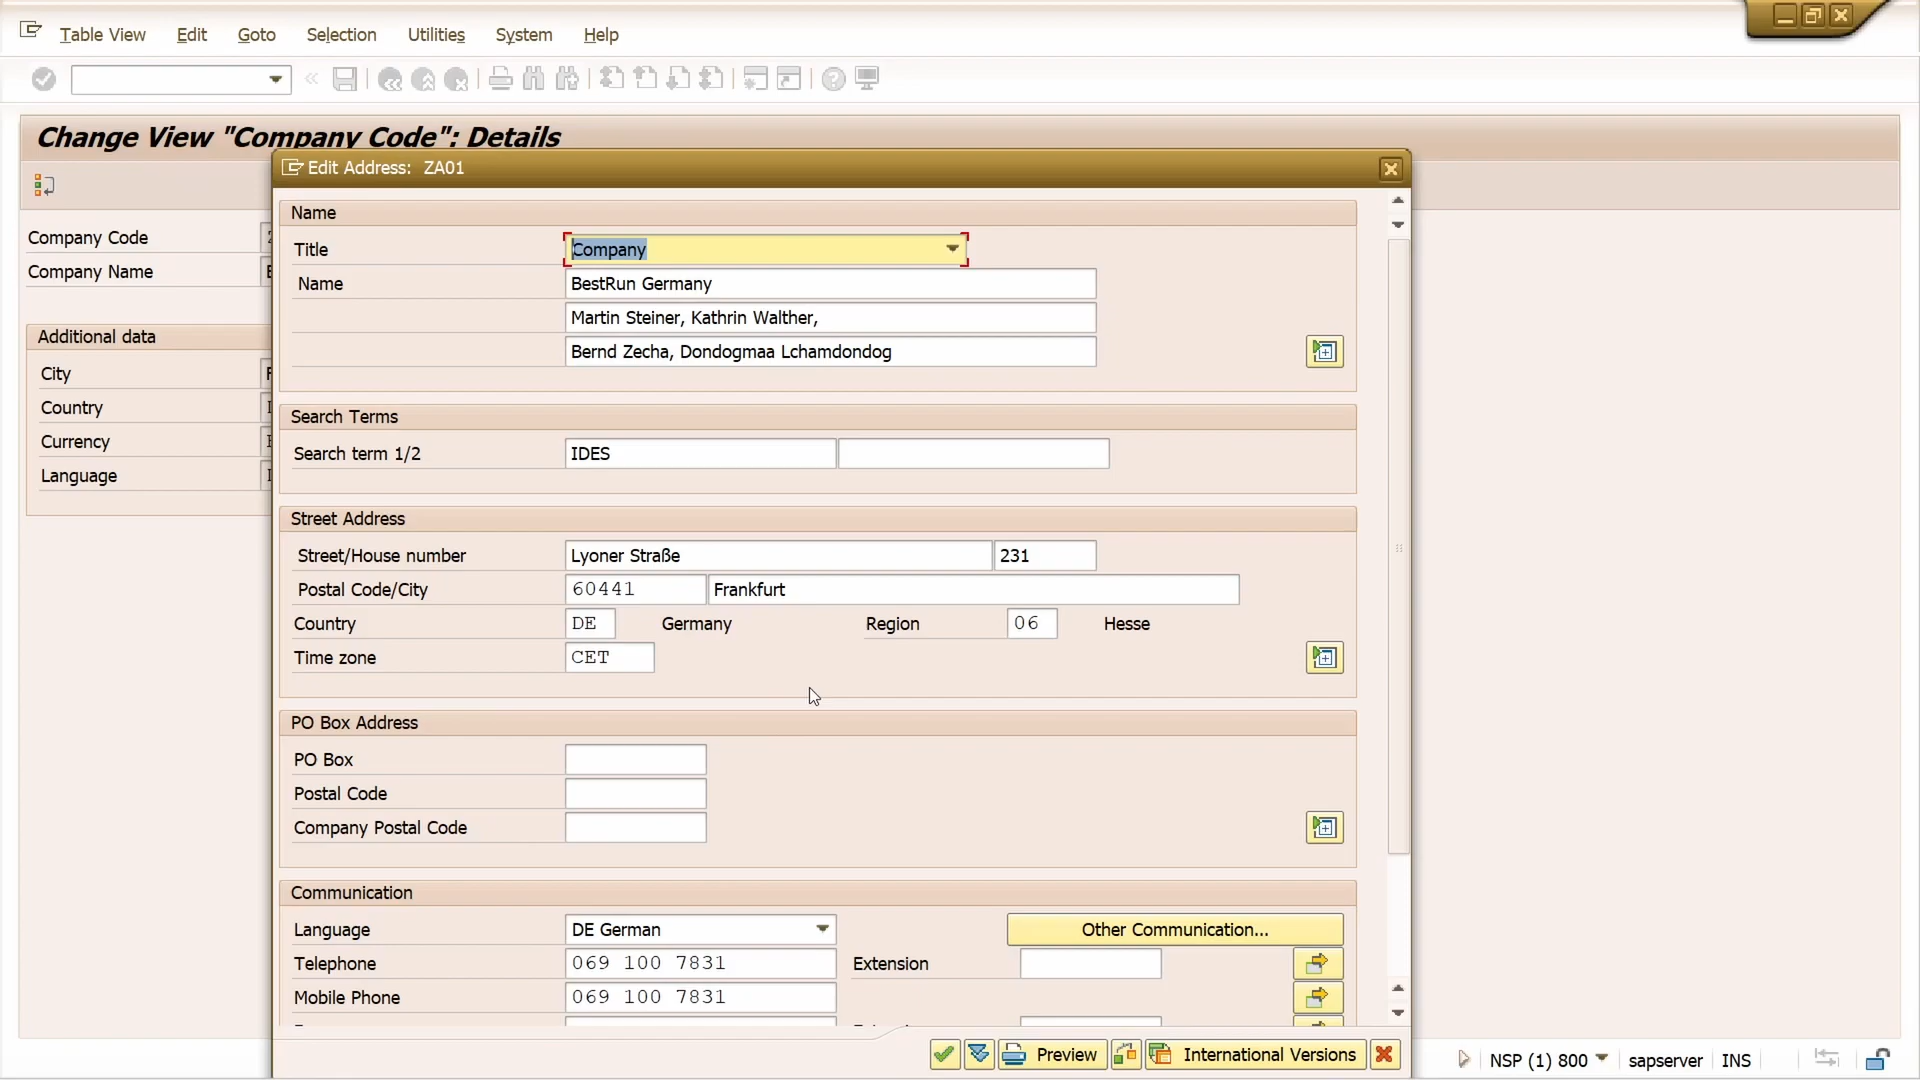 Table View Edit Goto Selection Utilities System Help
Change View "Company Code": Details
Edit Address: ZA01
Company Code
Company Name
Additional data
City
Country
Currency
Language
Name
Title Company
Name BestRun Germany
Martin Steiner, Kathrin Walther,
Bernd Zecha, Dondogmaa Lchamdondog
Search Terms
Search term 1/2 IDES
Street Address
Street/House number Lyoner Straße 231
Postal Code/City 60441 Frankfurt
Country DE Germany Region 06 Hesse
Time zone CET
PO Box Address
PO Box
Postal Code
Company Postal Code
Communication
Language DE German Other Communication...
Telephone 069 100 7831 Extension
Mobile Phone 069 100 7831
Preview International Versions
NSP (1) 800 sapserver INS